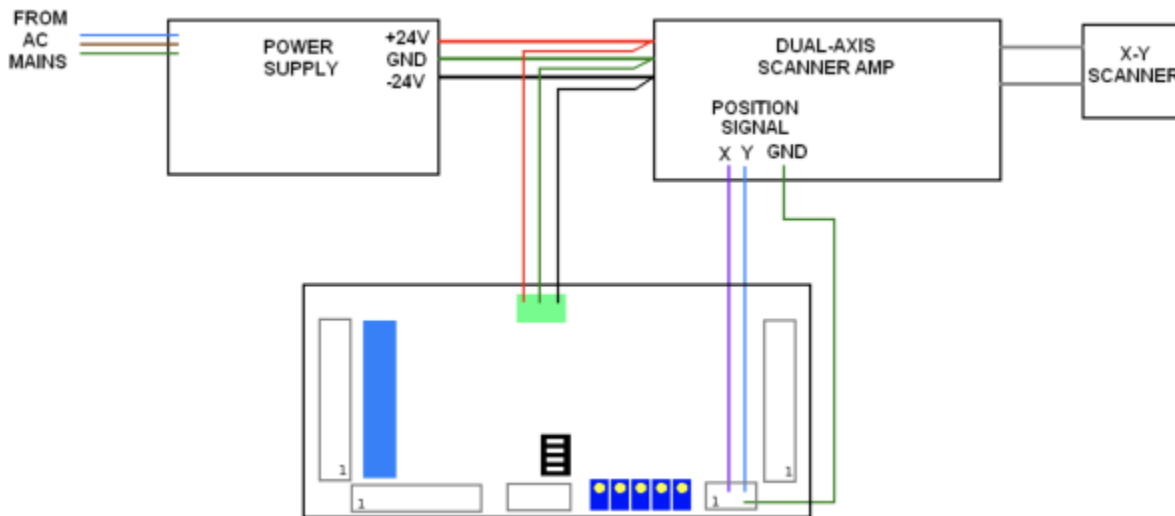 FROM
AC
MAINS
POWER
SUPPLY
+24V
GND
-24V
DUAL-AXIS
SCANNER AMP
POSITION
SIGNAL
X Y GND
X-Y
SCANNER
1
1
1
1